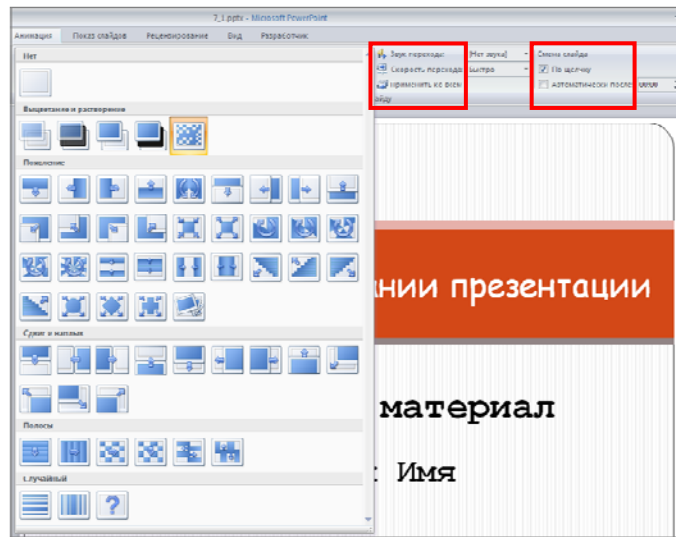 7_1.pptx - Microsoft PowerPoint
Анимация Показ слайдов Рецензирование Вид Разработчик
Нет
Выцветание и растворение
Появление
Сдвиг и наплыв
Полосы
Случайный
Звук перехода: [Нет звука]
Скорость перехода: Быстро
Применить ко всем
Смена слайда
По щелчку
Автоматически после: 00:00
нии презентации
материал
: Имя